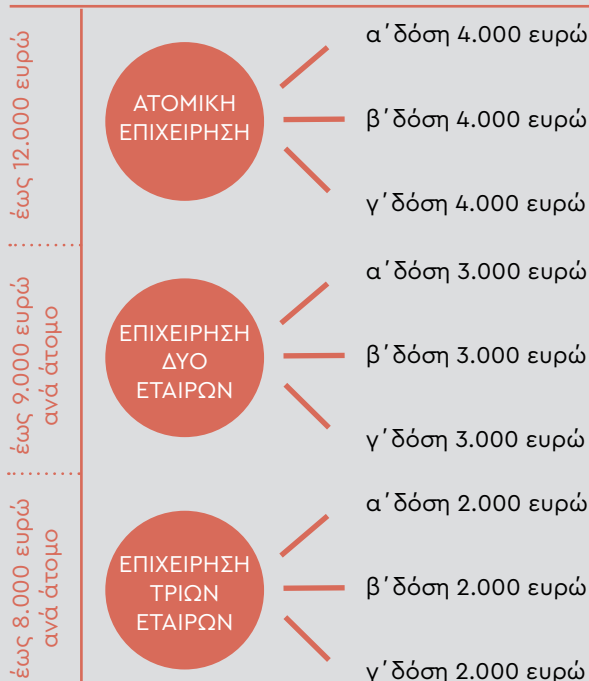 έως 12.000 ευρώ
ΑΤΟΜΙΚΗ
ΕΠΙΧΕΙΡΗΣΗ
α΄δόση 4.000 ευρώ
β΄δόση 4.000 ευρώ
γ΄δόση 4.000 ευρώ
έως 9.000 ευρώ
ανά άτομο
ΕΠΙΧΕΙΡΗΣΗ
ΔΥΟ
ΕΤΑΙΡΩΝ
α΄δόση 3.000 ευρώ
β΄δόση 3.000 ευρώ
γ΄δόση 3.000 ευρώ
έως 8.000 ευρώ
ανά άτομο
ΕΠΙΧΕΙΡΗΣΗ
ΤΡΙΩΝ
ΕΤΑΙΡΩΝ
α΄δόση 2.000 ευρώ
β΄δόση 2.000 ευρώ
γ΄δόση 2.000 ευρώ